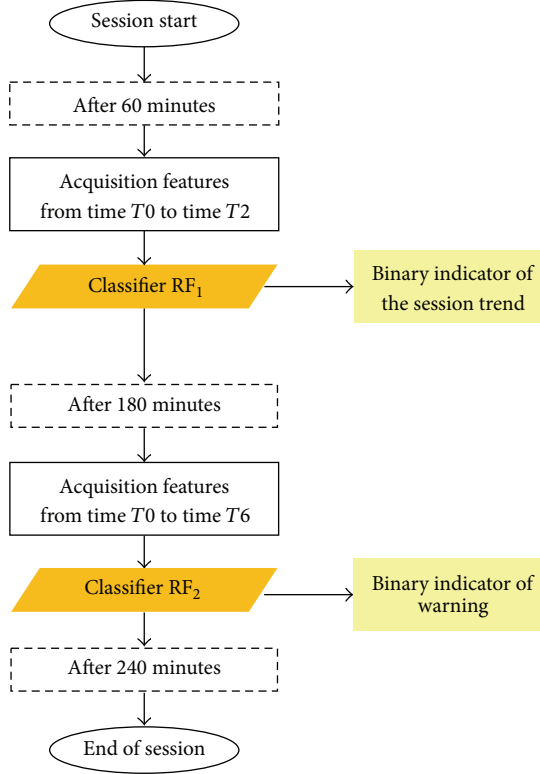 Session start
After 60 minutes
Acquisition features
from time T0 to time T2
Classifier RF₁
Binary indicator of
the session trend
After 180 minutes
Acquisition features
from time T0 to time T6
Classifier RF₂
Binary indicator of
warning
After 240 minutes
End of session